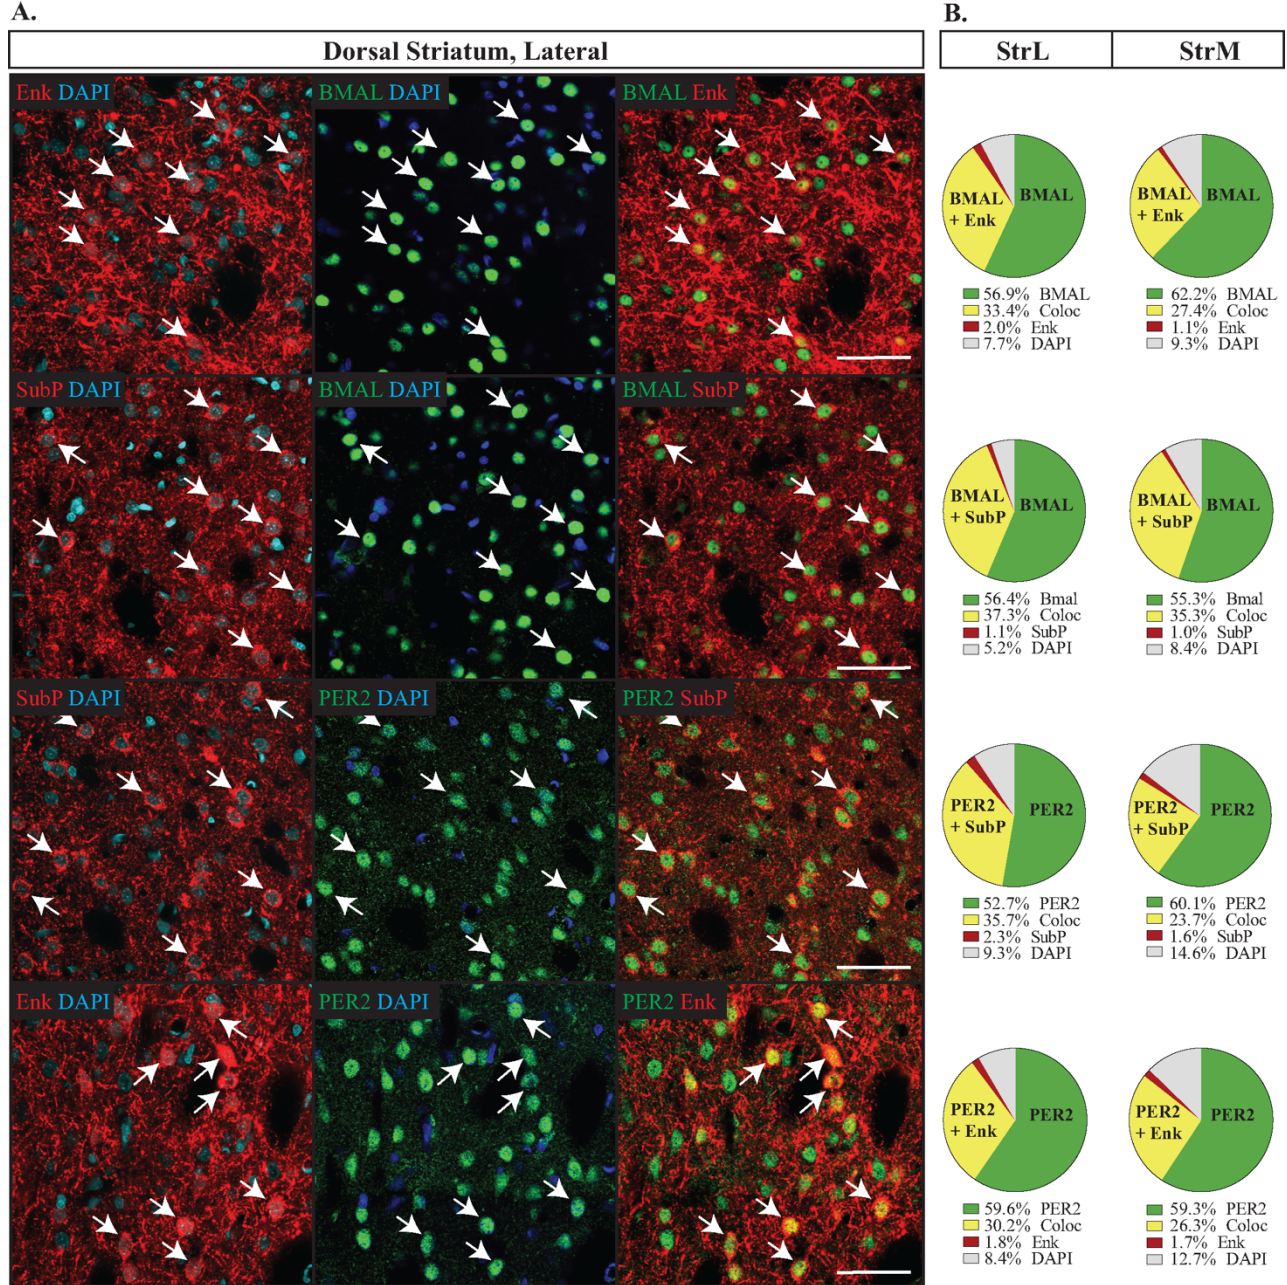 A.
B.
Dorsal Striatum, Lateral
StrL
StrM
Enk DAPI
BMAL DAPI
BMAL Enk
BMAL
+ Enk
BMAL
BMAL
+ Enk
BMAL
56.9% BMAL
33.4% Coloc
2.0% Enk
7.7% DAPI
62.2% BMAL
27.4% Coloc
1.1% Enk
9.3% DAPI
SubP DAPI
BMAL DAPI
BMAL SubP
BMAL
+ SubP
BMAL
BMAL
+ SubP
BMAL
56.4% Bmal
37.3% Coloc
1.1% SubP
5.2% DAPI
55.3% Bmal
35.3% Coloc
1.0% SubP
8.4% DAPI
SubP DAPI
PER2 DAPI
PER2 SubP
PER2
+ SubP
PER2
PER2
+ SubP
PER2
52.7% PER2
35.7% Coloc
2.3% SubP
9.3% DAPI
60.1% PER2
23.7% Coloc
1.6% SubP
14.6% DAPI
Enk DAPI
PER2 DAPI
PER2 Enk
PER2
+ Enk
PER2
PER2
+ Enk
PER2
59.6% PER2
30.2% Coloc
1.8% Enk
8.4% DAPI
59.3% PER2
26.3% Coloc
1.7% Enk
12.7% DAPI